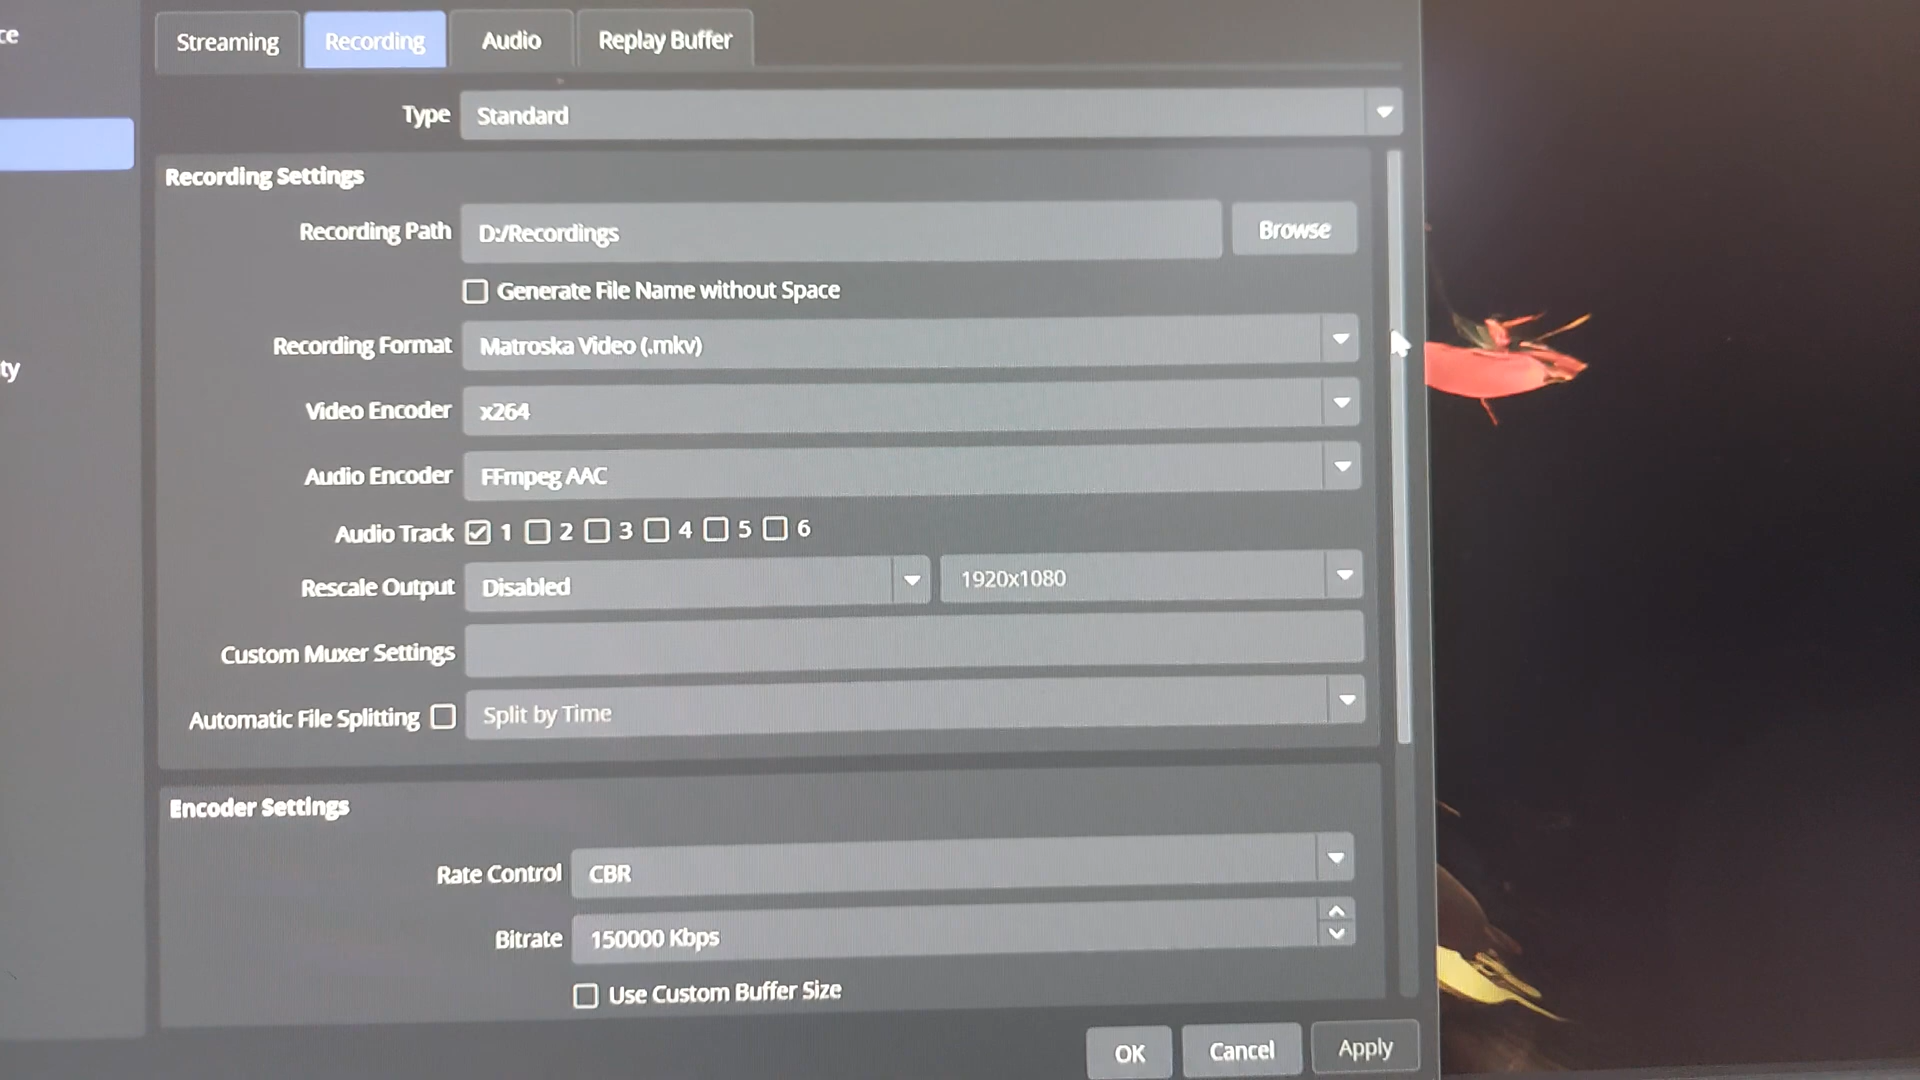 ce
ty
Streaming Recording Audio Replay Buffer
Type Standard
Recording Settings
Recording Path D:/Recordings Browse
Generate File Name without Space
Recording Format Matroska Video (.mkv)
Video Encoder x264
Audio Encoder FFmpeg AAC
Audio Track 1 2 3 4 5 6
Rescale Output Disabled 1920x1080
Custom Muxer Settings
Automatic File Splitting Split by Time
Encoder Settings
Rate Control CBR
Bitrate 150000 Kbps
Use Custom Buffer Size
OK Cancel Apply